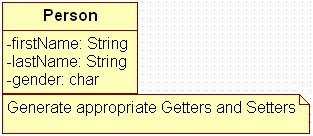 Person
-firstName: String
-lastName: String
-gender: char
Generate appropriate Getters and Setters